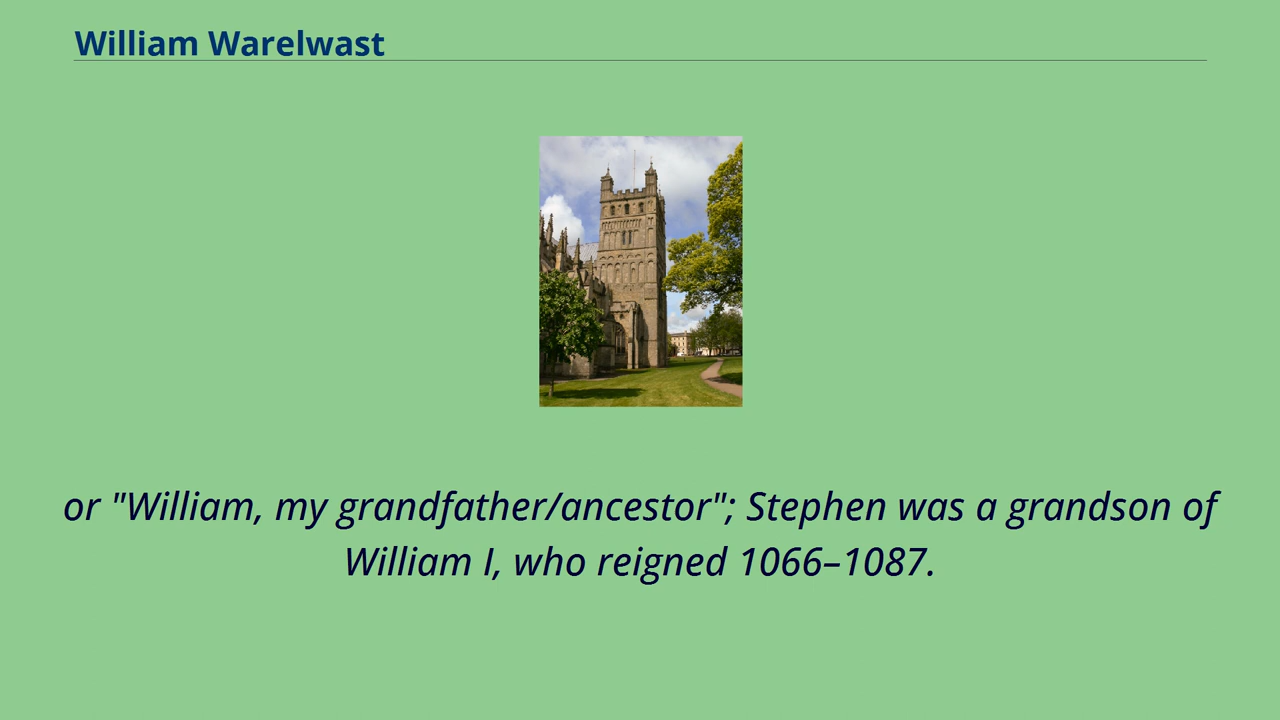 William Warelwast
or "William, my grandfather/ancestor"; Stephen was a grandson of
William I, who reigned 1066–1087.